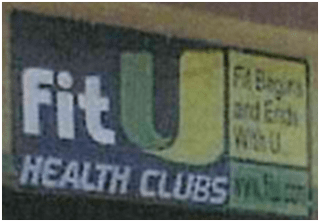 fit U
HEALTH CLUBS
Fit Begins
and Ends
With U.